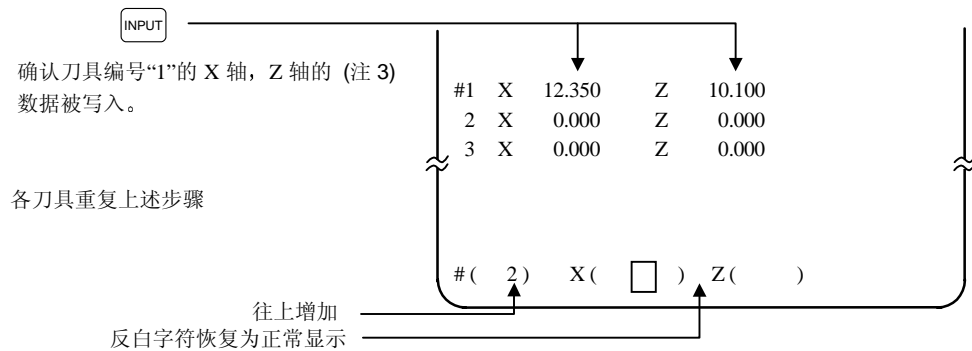 INPUT
确认刀具编号“1”的 X 轴，Z 轴的 (注 3)
数据被写入。
各刀具重复上述步骤
#1 X 12.350 Z 10.100
2 X 0.000 Z 0.000
3 X 0.000 Z 0.000
# ( 2 ) X ( ) Z ( )
往上增加
反白字符恢复为正常显示